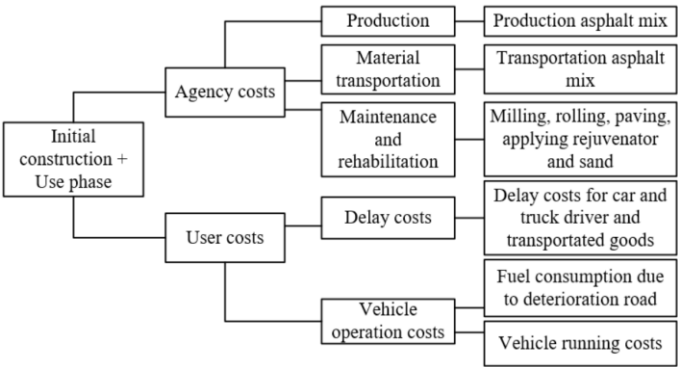 Initial
construction +
Use phase
Agency costs
Production
Production asphalt mix
Material
transportation
Transportation asphalt
mix
Maintenance
and
rehabilitation
Milling, rolling, paving,
applying rejuvenator
and sand
User costs
Delay costs
Delay costs for car and
truck driver and
transportated goods
Vehicle
operation costs
Fuel consumption due
to deterioration road
Vehicle running costs